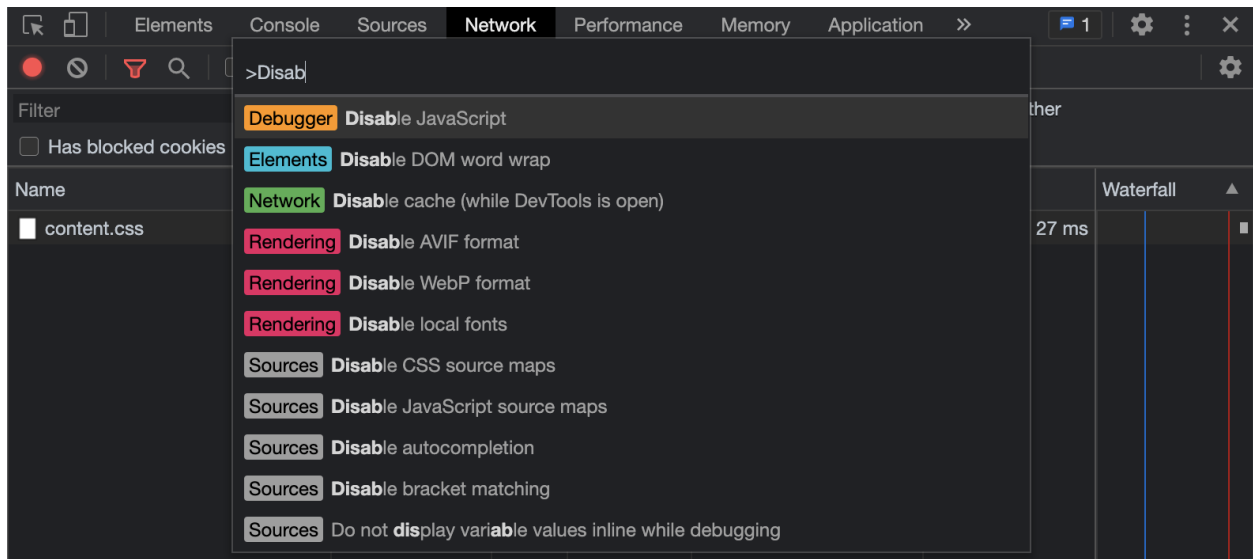 Elements Console Sources Network Performance Memory Application » 1
>Disab
Filter
ther
Debugger Disable JavaScript
Has blocked cookies
Elements Disable DOM word wrap
Name
Waterfall ▲
Network Disable cache (while DevTools is open)
content.css
27 ms
Rendering Disable AVIF format
Rendering Disable WebP format
Rendering Disable local fonts
Sources Disable CSS source maps
Sources Disable JavaScript source maps
Sources Disable autocompletion
Sources Disable bracket matching
Sources Do not display variable values inline while debugging